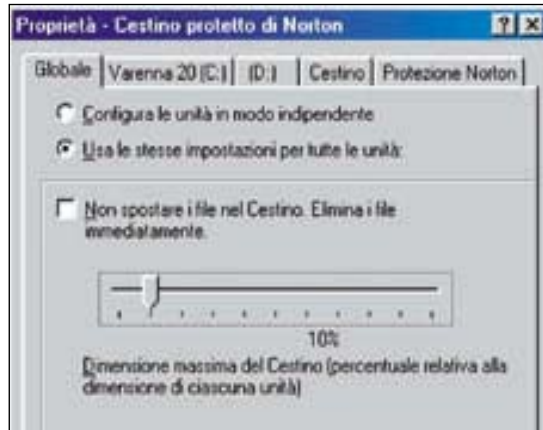 Proprietà - Cestino protetto di Norton
Globale
Varenna 20 (C:)
(D:)
Cestino
Protezione Norton
Configura le unità in modo indipendente
Usa le stesse impostazioni per tutte le unità:
Non spostare i file nel Cestino. Elimina i file
immediatamente.
10%
Dimensione massima del Cestino (percentuale relativa alla
dimensione di ciascuna unità)